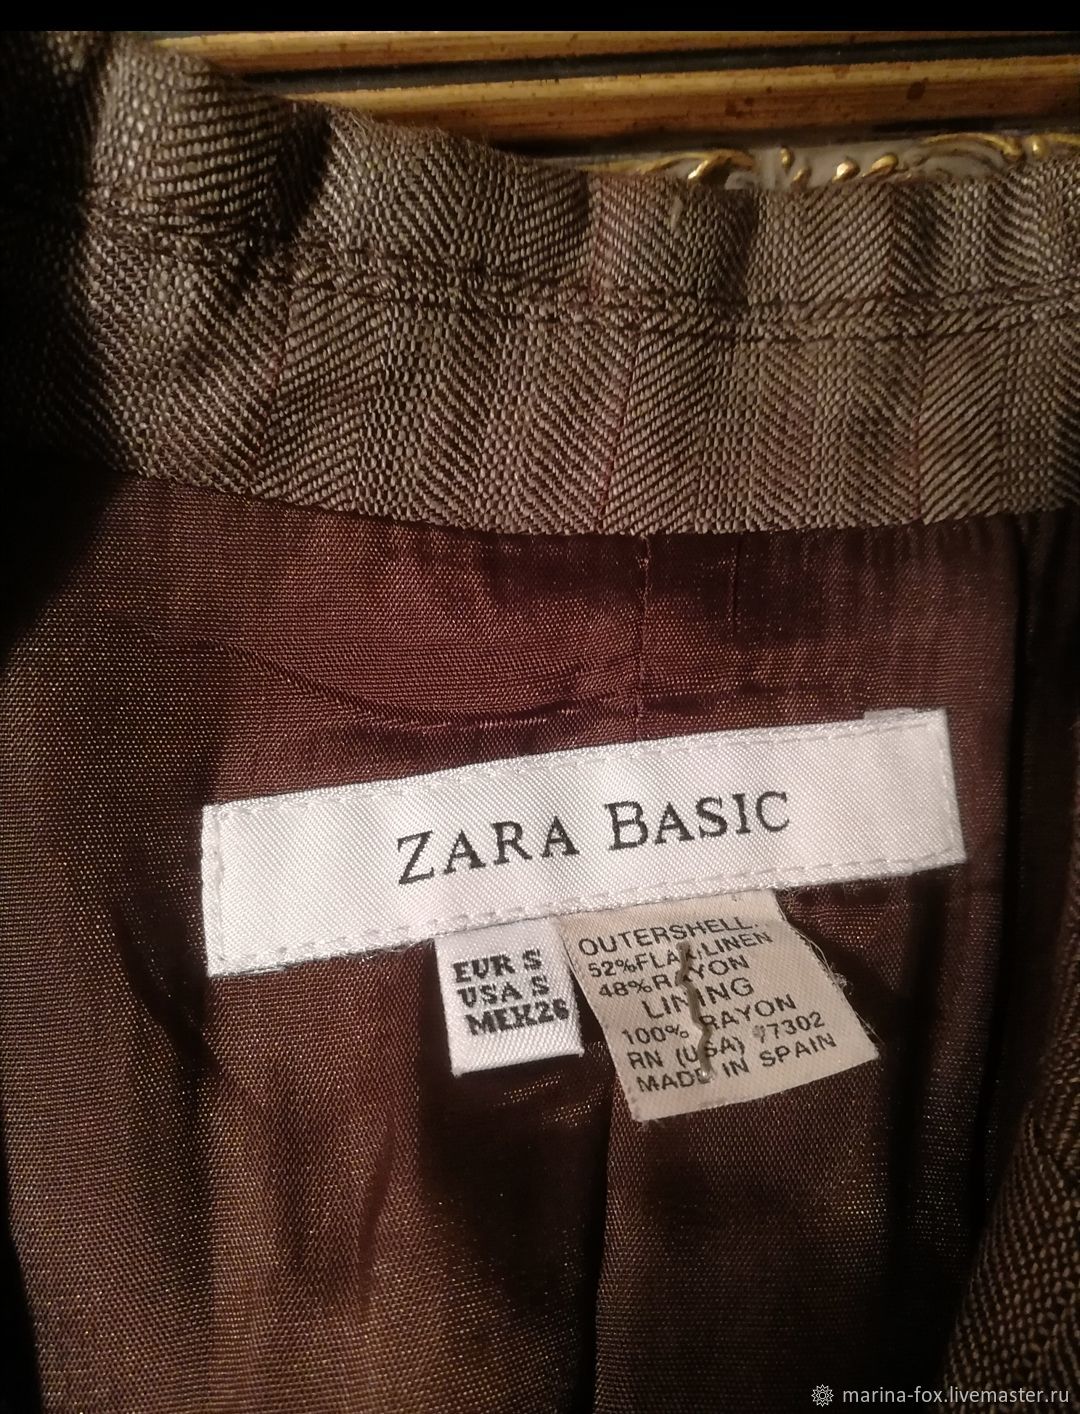 ZARA BASIC
EUR S
USA S
MEX26
OUTERSHELL:
52%FLAX,LINEN
48%RAYON
LINING
100% RAYON
RN (USA) 77302
MADE IN SPAIN
marina-fox.livemaster.ru